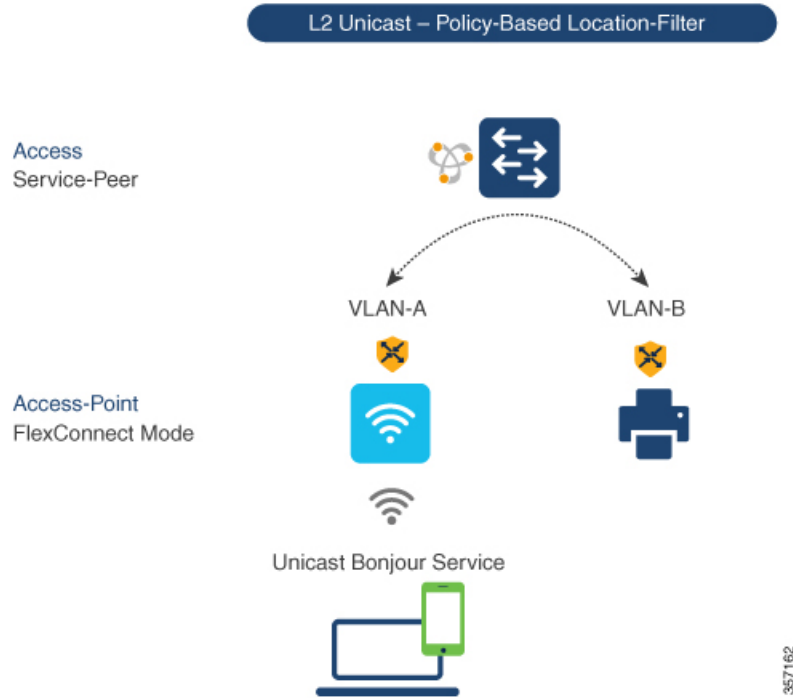 L2 Unicast – Policy-Based Location-Filter
Access
Service-Peer
VLAN-A
VLAN-B
Access-Point
FlexConnect Mode
Unicast Bonjour Service
357162